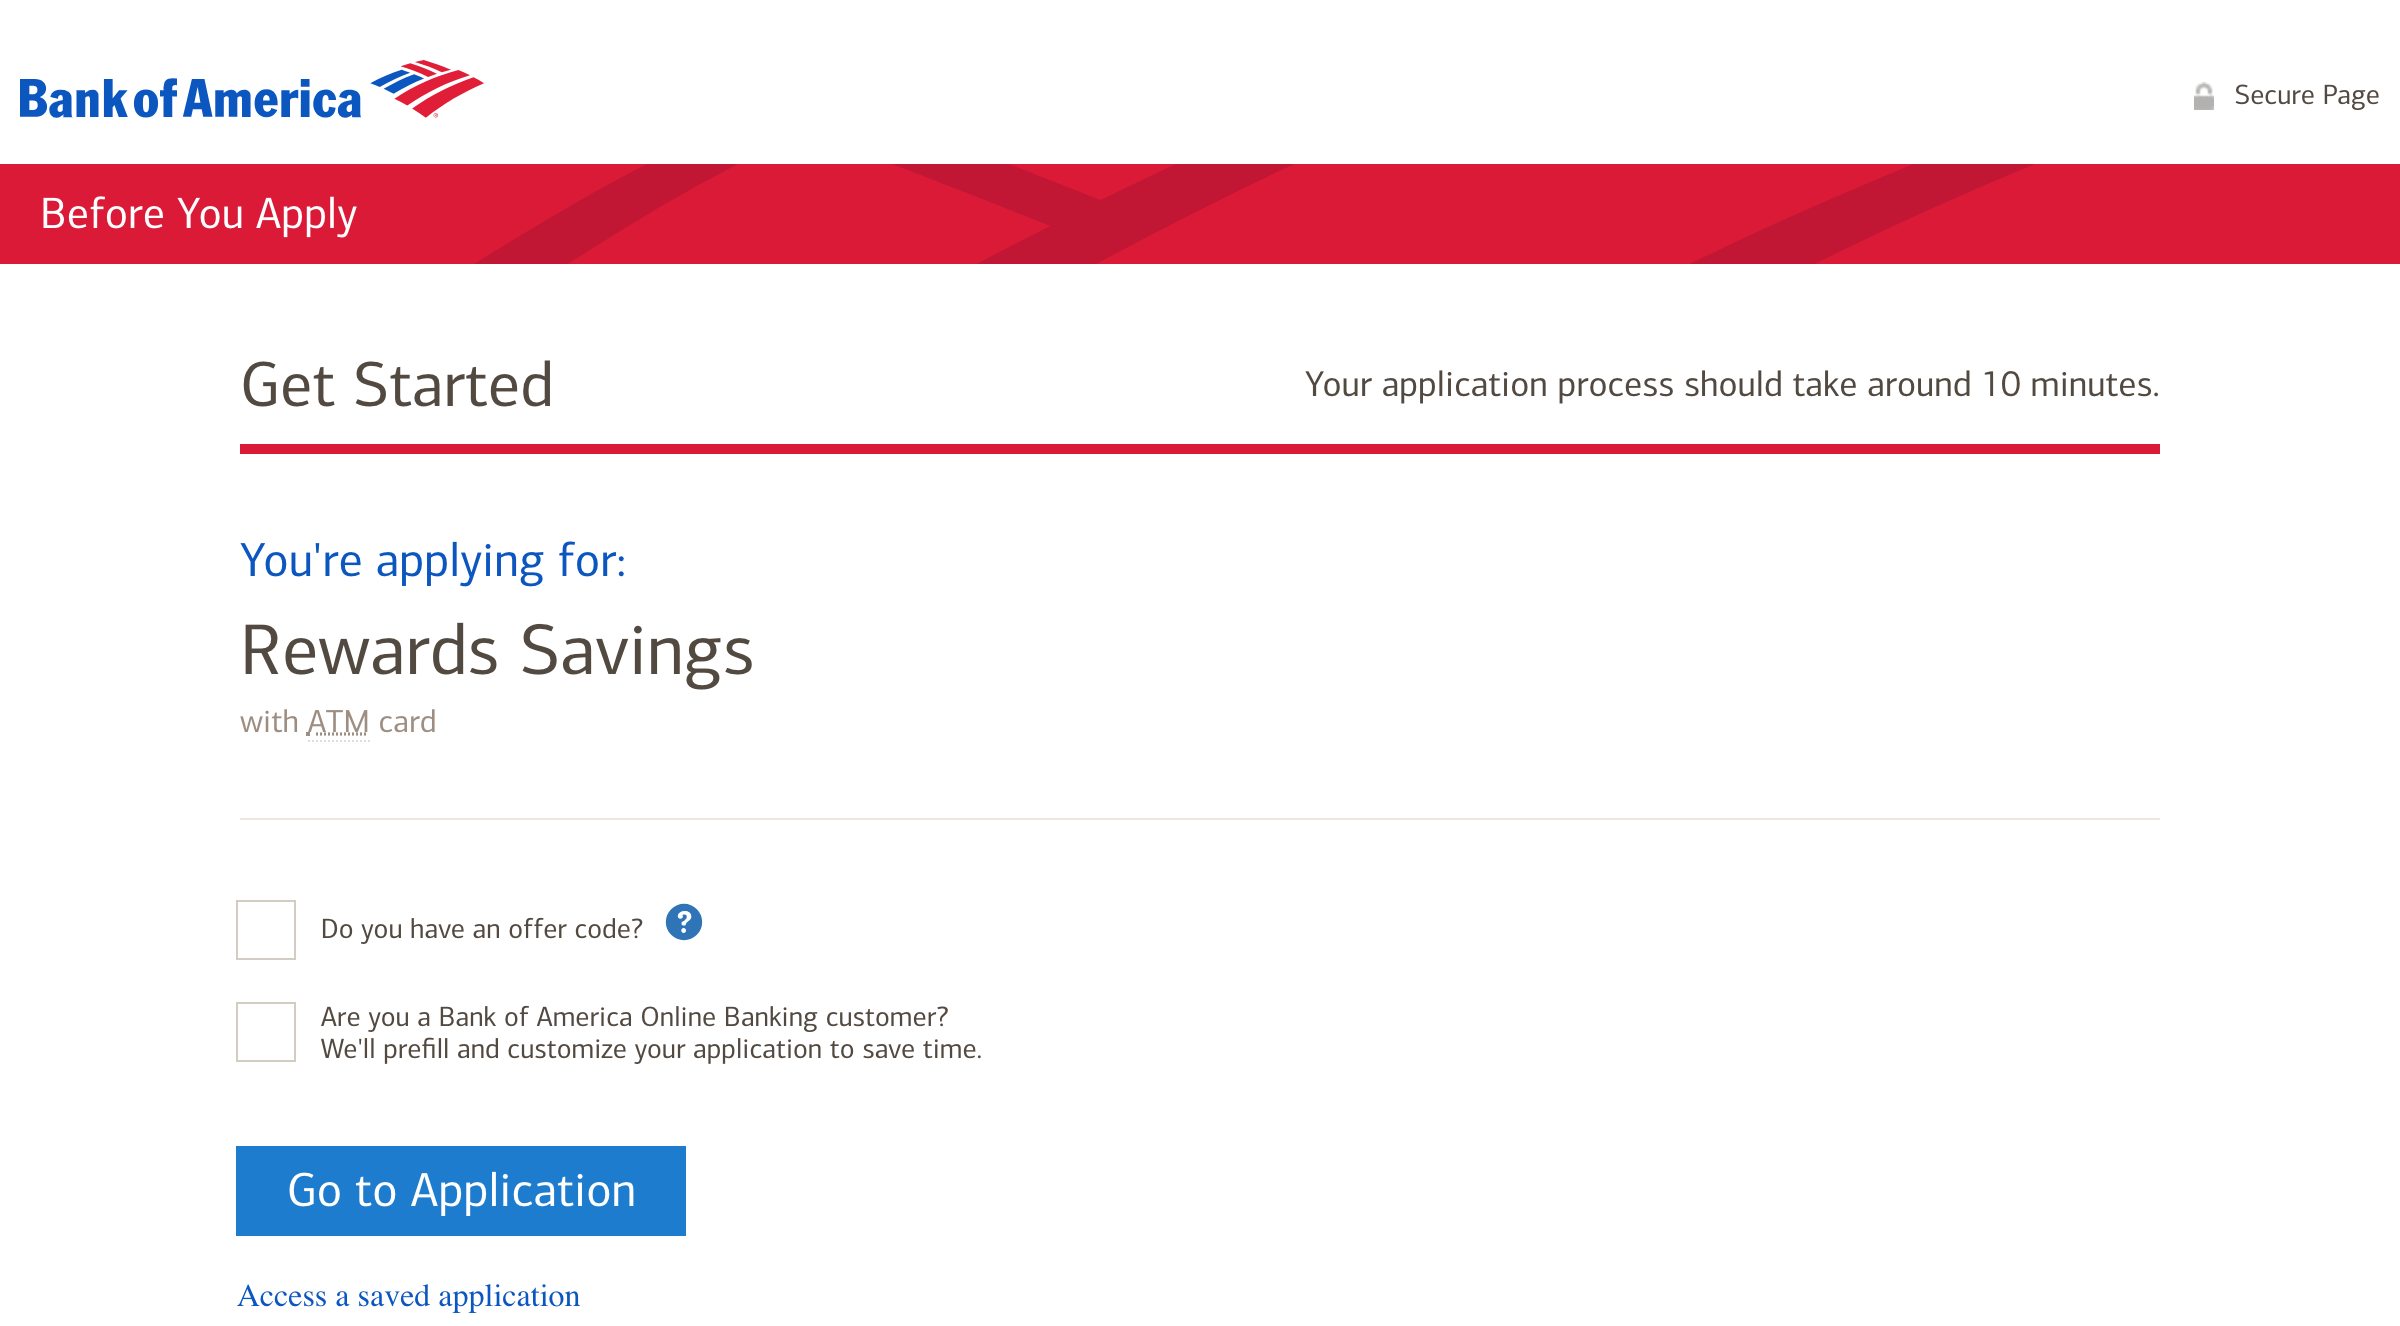 Bank of America
Secure Page
Before You Apply
Get Started
Your application process should take around 10 minutes.
You're applying for:
Rewards Savings
with ATM card
Do you have an offer code? ?
Are you a Bank of America Online Banking customer?
We'll prefill and customize your application to save time.
Go to Application
Access a saved application